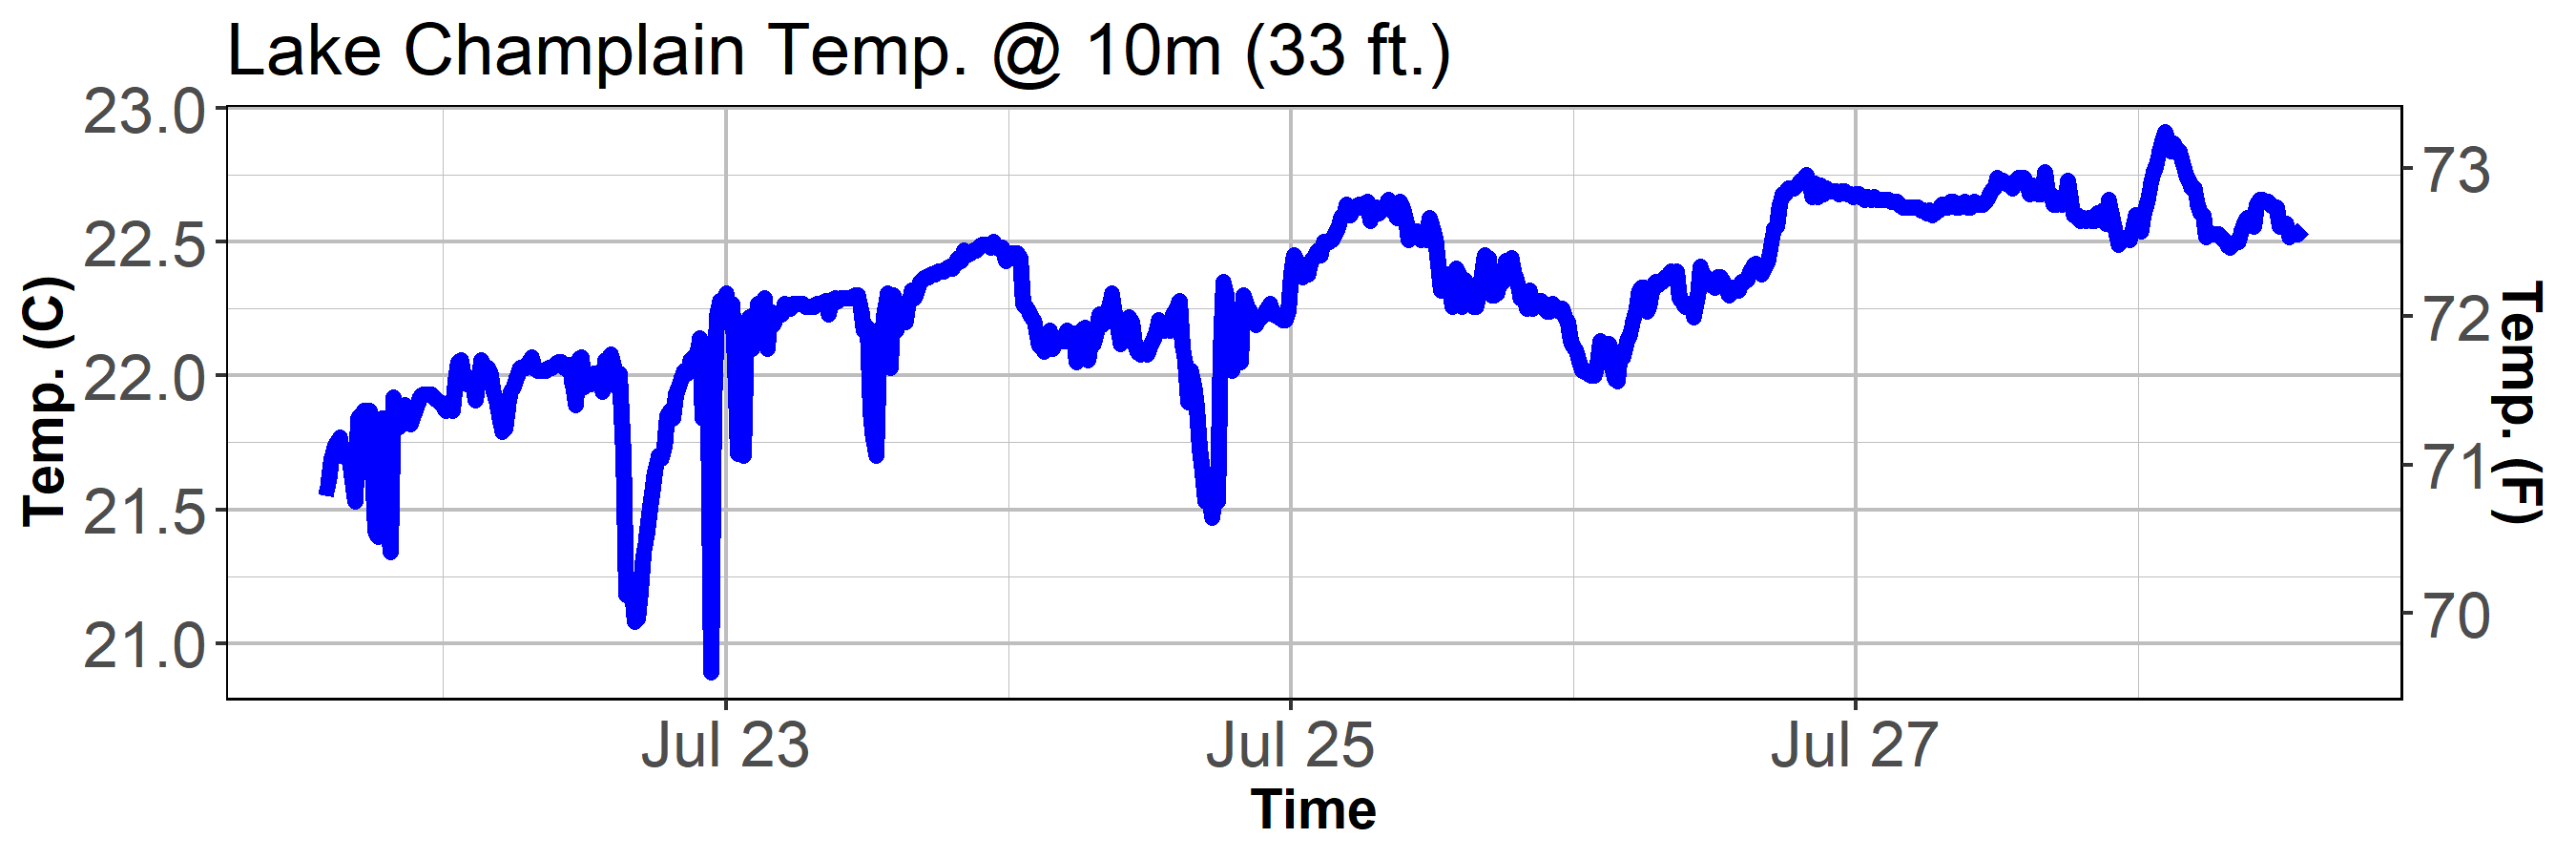 Lake Champlain Temp. @ 10m (33 ft.)
23.0
22.5
22.0
21.5
21.0
Temp. (C)
73
72
71
70
Temp. (F)
Jul 23
Jul 25
Jul 27
Time